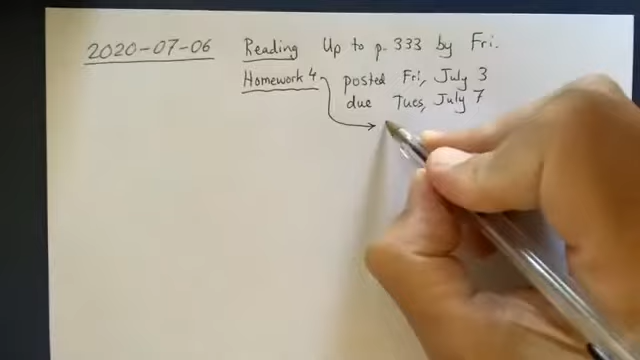 2020-07-06 Reading Up to p. 333 by Fri.
Homework 4 posted Fri, July 3
due Tues, July 7